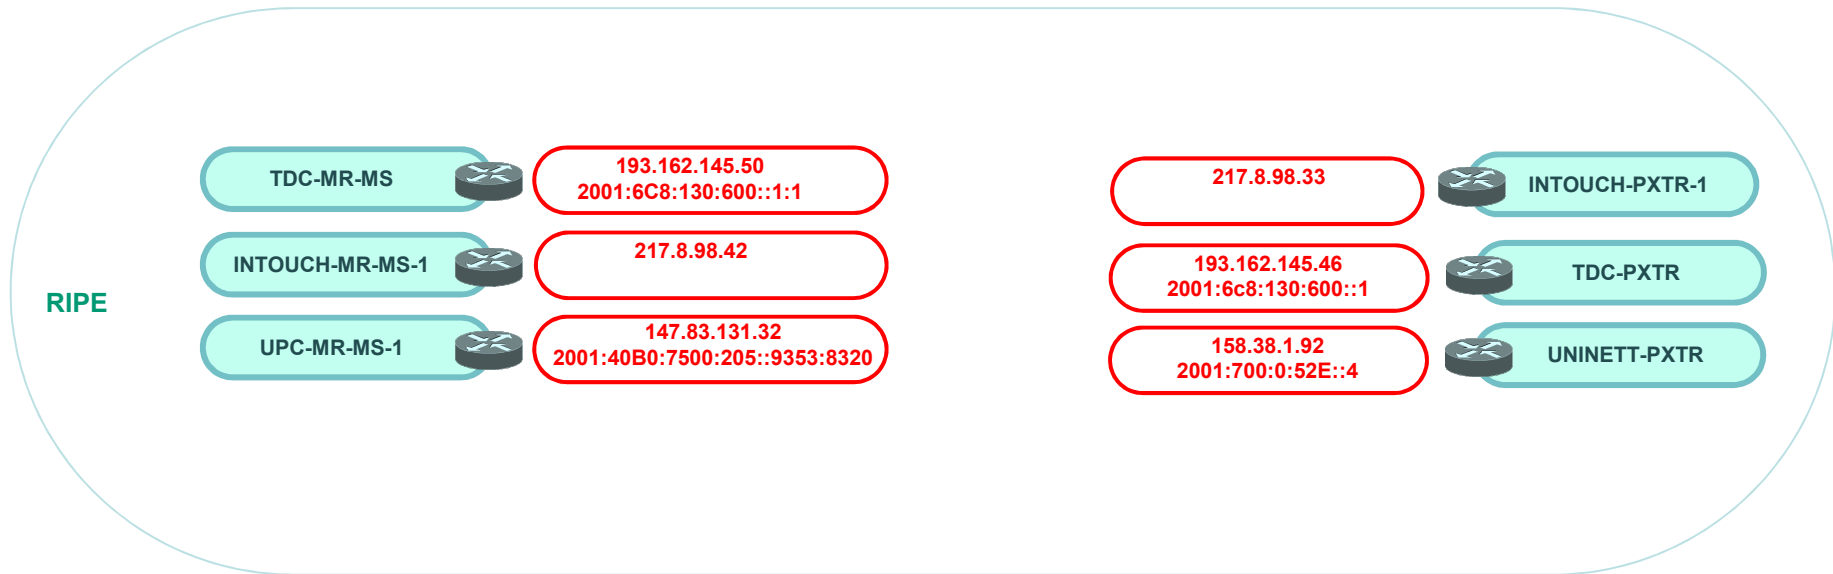 RIPE
TDC-MR-MS
193.162.145.50
2001:6C8:130:600::1:1
INTOUCH-MR-MS-1
217.8.98.42
UPC-MR-MS-1
147.83.131.32
2001:40B0:7500:205::9353:8320
217.8.98.33
INTOUCH-PXTR-1
193.162.145.46
2001:6c8:130:600::1
TDC-PXTR
158.38.1.92
2001:700:0:52E::4
UNINETT-PXTR